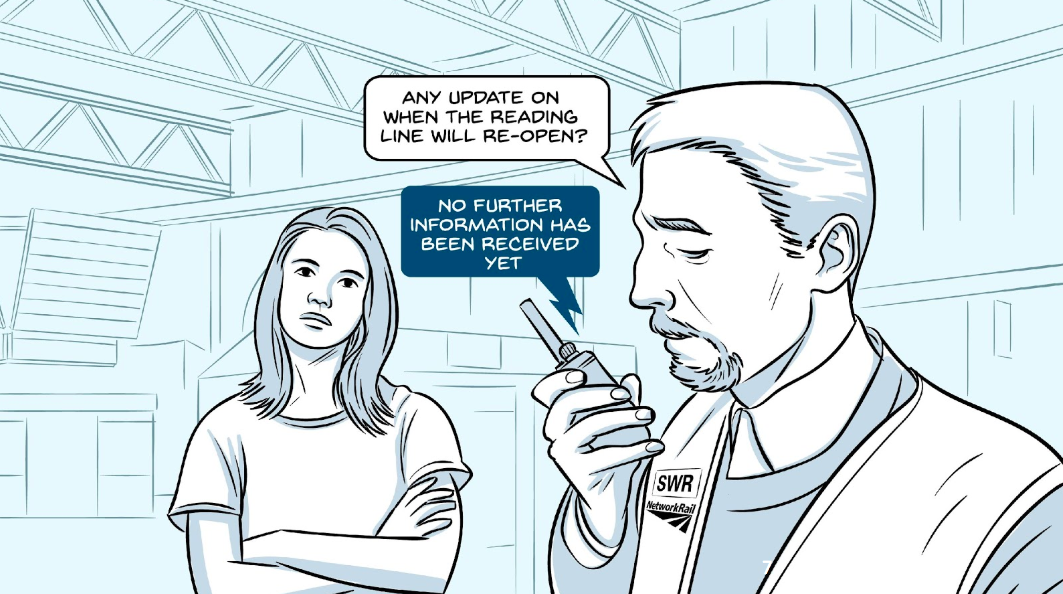 ANY UPDATE ON
WHEN THE READING
LINE WILL RE-OPEN?
NO FURTHER
INFORMATION HAS
BEEN RECEIVED
YET
SWR
NetworkRail